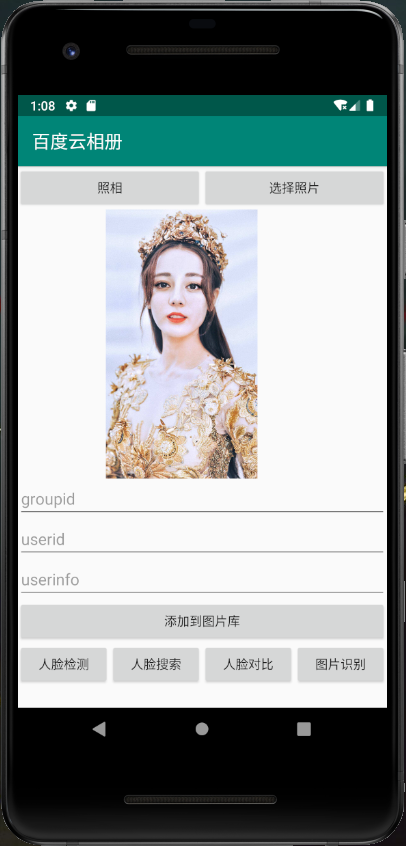 1:08
百度云相册
照相 选择照片
groupid
userid
userinfo
添加到图片库
人脸检测 人脸搜索 人脸对比 图片识别